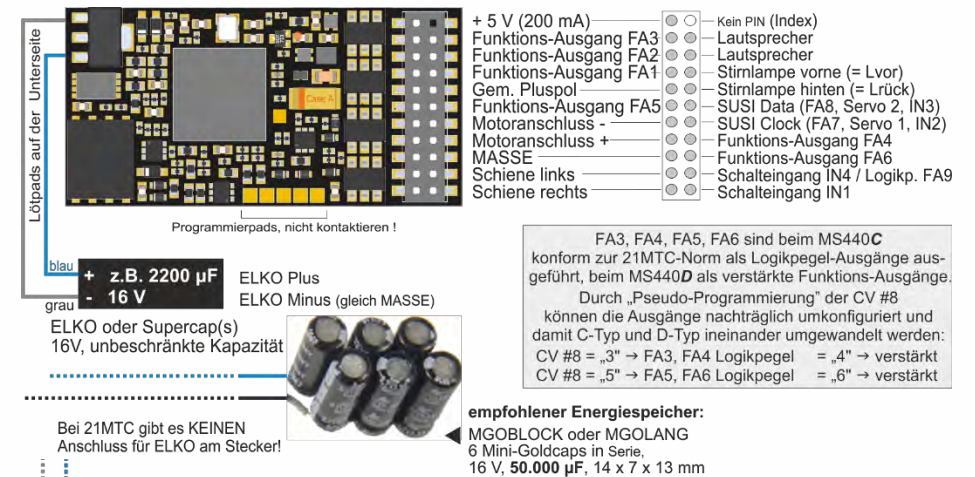 Lötpads auf der Unterseite
Case A
Programmierpads, nicht kontaktieren !
+ 5 V (200 mA)
Funktions-Ausgang FA3
Funktions-Ausgang FA2
Funktions-Ausgang FA1
Gem. Pluspol
Funktions-Ausgang FA5
Motoranschluss -
Motoranschluss +
MASSE
Schiene links
Schiene rechts
Kein PIN (Index)
Lautsprecher
Lautsprecher
Stirnlampe vorne (= Lvor)
Stirnlampe hinten (= Lrück)
SUSI Data (FA8, Servo 2, IN3)
SUSI Clock (FA7, Servo 1, IN2)
Funktions-Ausgang FA4
Funktions-Ausgang FA6
Schalteingang IN4 / Logikp. FA9
Schalteingang IN1
blau
grau
+ z.B. 2200 µF
- 16 V
ELKO Plus
ELKO Minus (gleich MASSE)
ELKO oder Supercap(s)
16V, unbeschränkte Kapazität
Bei 21MTC gibt es KEINEN
Anschluss für ELKO am Stecker!
FA3, FA4, FA5, FA6 sind beim MS440C
konform zur 21MTC-Norm als Logikpegel-Ausgänge aus-
geführt, beim MS440D als verstärkte Funktions-Ausgänge.
Durch „Pseudo-Programmierung" der CV #8
können die Ausgänge nachträglich umkonfiguriert und
damit C-Typ und D-Typ ineinander umgewandelt werden:
CV #8 = „3" → FA3, FA4 Logikpegel = „4" → verstärkt
CV #8 = „5" → FA5, FA6 Logikpegel = „6" → verstärkt
empfohlener Energiespeicher:
MGOBLOCK oder MGOLANG
6 Mini-Goldcaps in Serie,
16 V, 50.000 µF, 14 x 7 x 13 mm